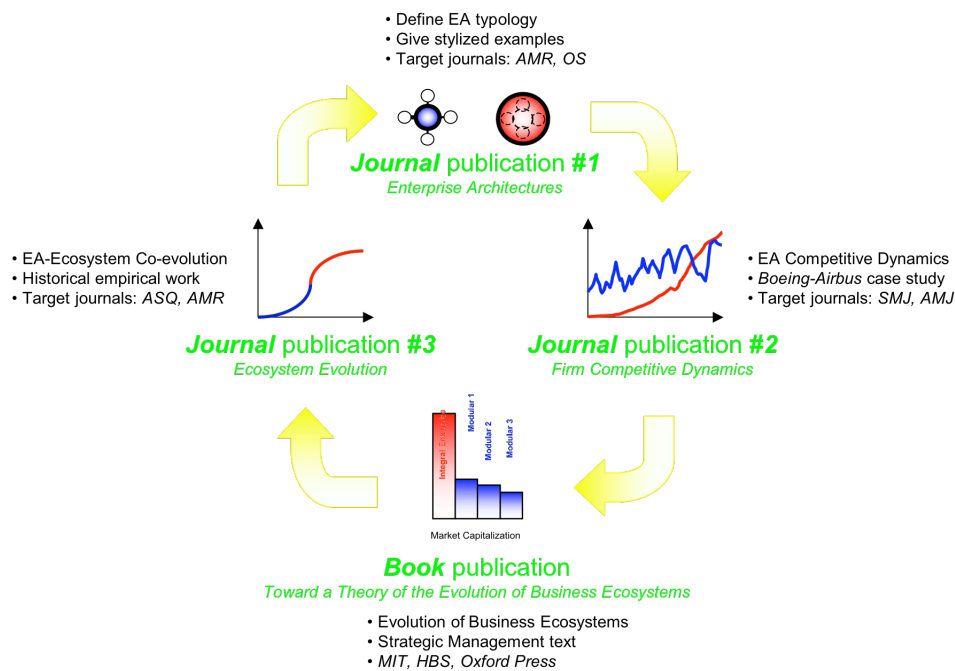 • Define EA typology
• Give stylized examples
• Target journals: AMR, OS
Journal publication #1
Enterprise Architectures
• EA Competitive Dynamics
• Boeing-Airbus case study
• Target journals: SMJ, AMJ
Journal publication #2
Firm Competitive Dynamics
• EA-Ecosystem Co-evolution
• Historical empirical work
• Target journals: ASQ, AMR
Journal publication #3
Ecosystem Evolution
Integral
Modular 1
Modular 2
Modular 3
Market Capitalization
Book publication
Toward a Theory of the Evolution of Business Ecosystems
• Evolution of Business Ecosystems
• Strategic Management text
• MIT, HBS, Oxford Press